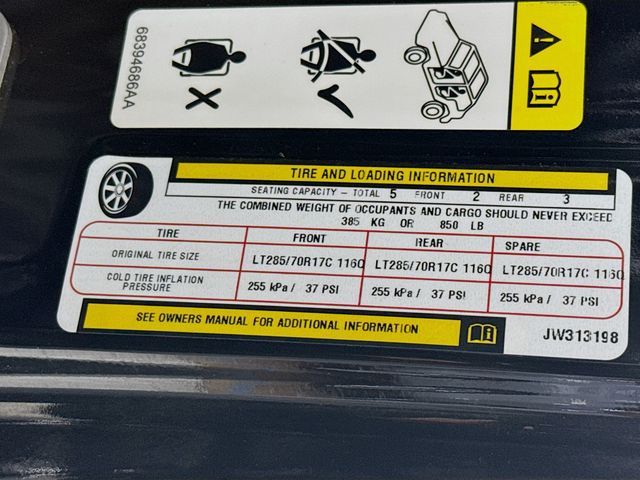 68394686AA
TIRE AND LOADING INFORMATION
SEATING CAPACITY - TOTAL 5 FRONT 2 REAR 3
THE COMBINED WEIGHT OF OCCUPANTS AND CARGO SHOULD NEVER EXCEED
385 KG OR 850 LB
TIRE FRONT REAR SPARE
ORIGINAL TIRE SIZE LT285/70R17C 116Q LT285/70R17C 116Q LT285/70R17C 116Q
COLD TIRE INFLATION
PRESSURE 255 kPa / 37 PSI 255 kPa / 37 PSI 255 kPa / 37 PSI
SEE OWNERS MANUAL FOR ADDITIONAL INFORMATION
JW313198